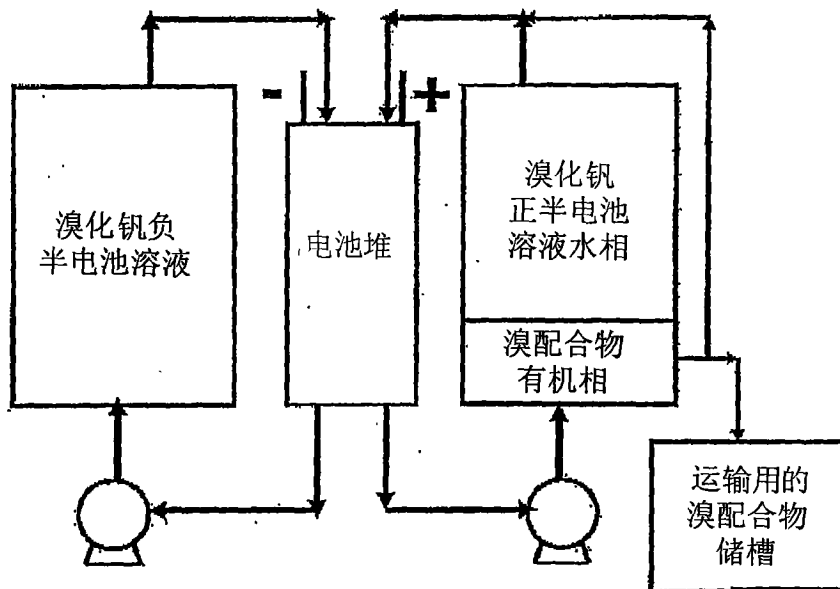 溴化钒负
半电池溶液
-
电池堆
+
溴化钒
正半电池
溶液水相
溴配合物
有机相
运输用的
溴配合物
储槽